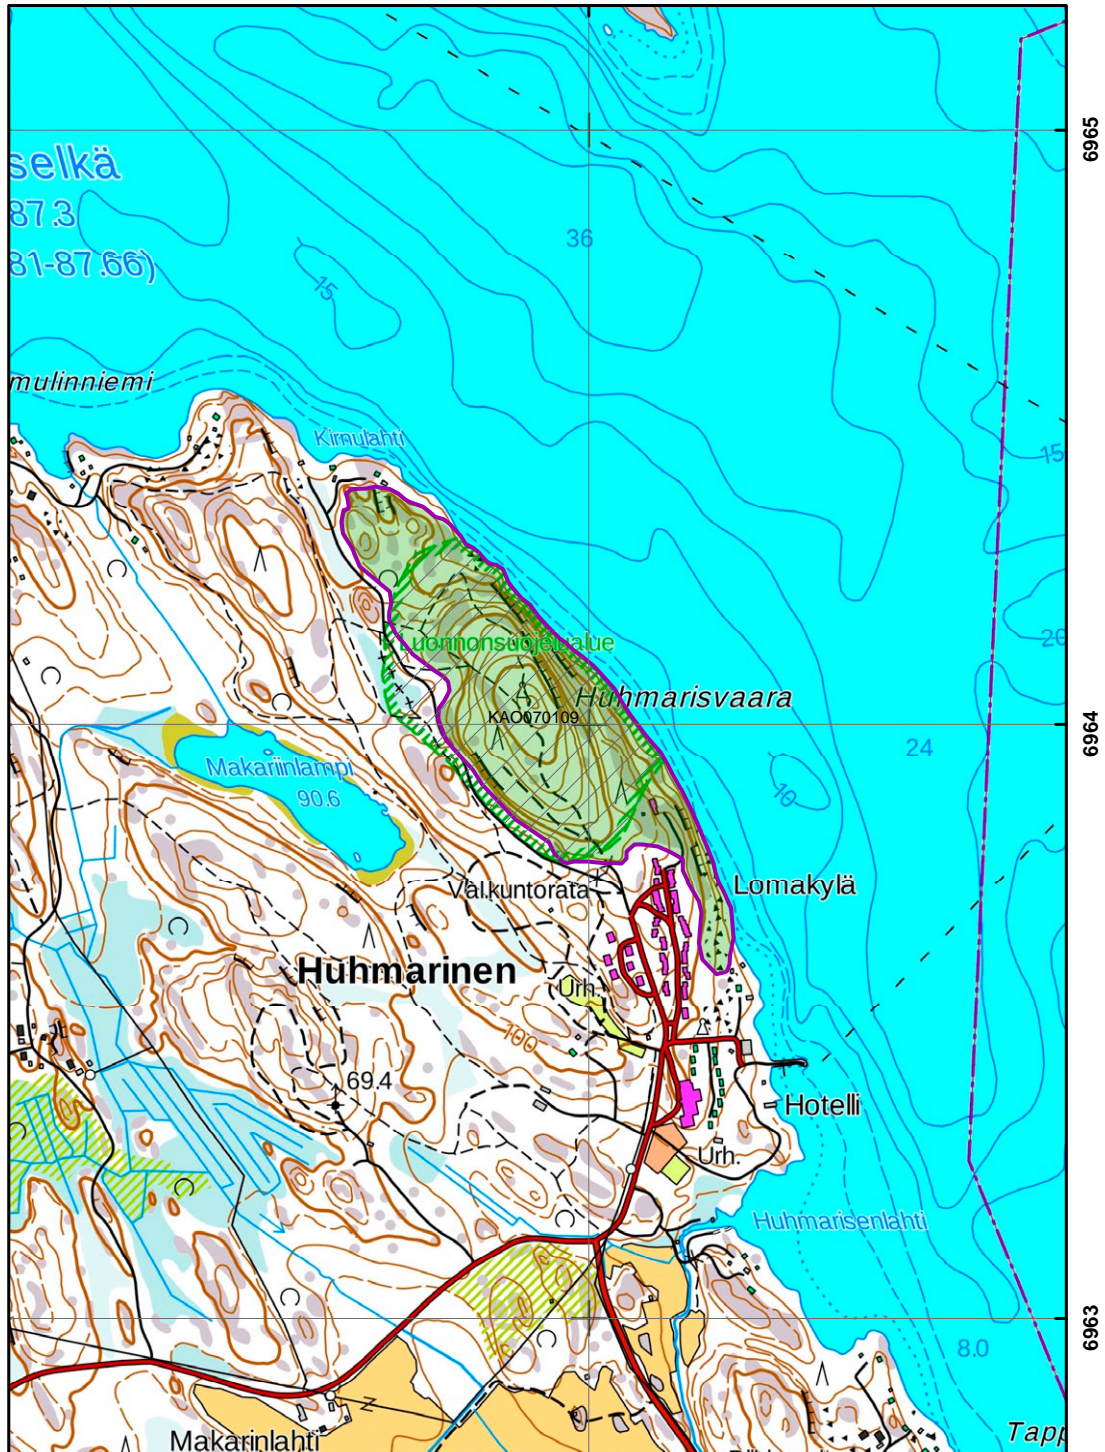 6965
selkä
87.3
81-87.66)
36
15
mulinniemi
Kirnulahti
15
20
Luonnonsuojelualue
Huhmarisvaara
KAO070109
6964
24
Makariinlampi
90.6
10
Valkuntorata
Lomakylä
Huhmarinen
Urh.
100
69.4
Hotelli
Urh.
Huhmarisenlahti
6963
8.0
Makarinlahti
Tapp